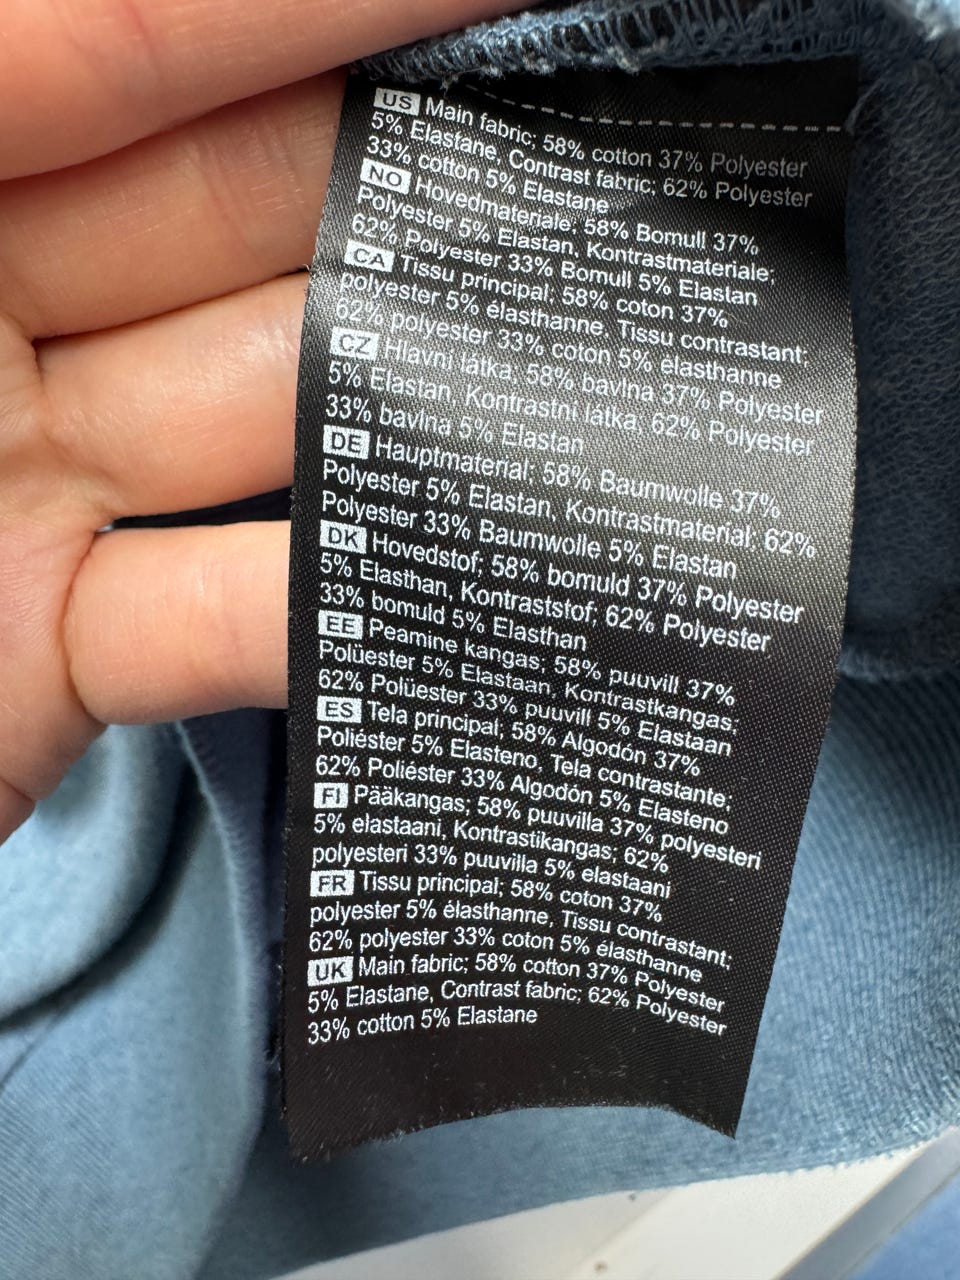 US Main fabric; 58% cotton 37% Polyester
5% Elastane, Contrast fabric; 62% Polyester
33% cotton 5% Elastane
NO Hovedmateriale; 58% Bomull 37%
Polyester 5% Elastan, Kontrastmateriale;
62% Polyester 33% Bomull 5% Elastan
CA Tissu principal; 58% coton 37%
polyester 5% élasthanne, Tissu contrastant;
62% polyester 33% coton 5% élasthanne
CZ Hlavní látka; 58% bavlna 37% Polyester
5% Elastan, Kontrastní látka; 62% Polyester
33% bavlna 5% Elastan
DE Hauptmaterial; 58% Baumwolle 37%
Polyester 5% Elastan, Kontrastmaterial; 62%
Polyester 33% Baumwolle 5% Elastan
DK Hovedstof; 58% bomuld 37% Polyester
5% Elasthan, Kontraststof; 62% Polyester
33% bomuld 5% Elasthan
EE Peamine kangas; 58% puuvill 37%
Polüester 5% Elastaan, Kontrastkangas;
62% Polüester 33% puuvill 5% Elastaan
ES Tela principal; 58% Algodón 37%
Poliéster 5% Elasteno, Tela contrastante;
62% Poliéster 33% Algodón 5% Elasteno
FI Pääkangas; 58% puuvilla 37% polyesteri
5% elastaani, Kontrastikangas; 62%
polyesteri 33% puuvilla 5% elastaani
FR Tissu principal; 58% coton 37%
polyester 5% élasthanne, Tissu contrastant;
62% polyester 33% coton 5% élasthanne
UK Main fabric; 58% cotton 37% Polyester
5% Elastane, Contrast fabric; 62% Polyester
33% cotton 5% Elastane